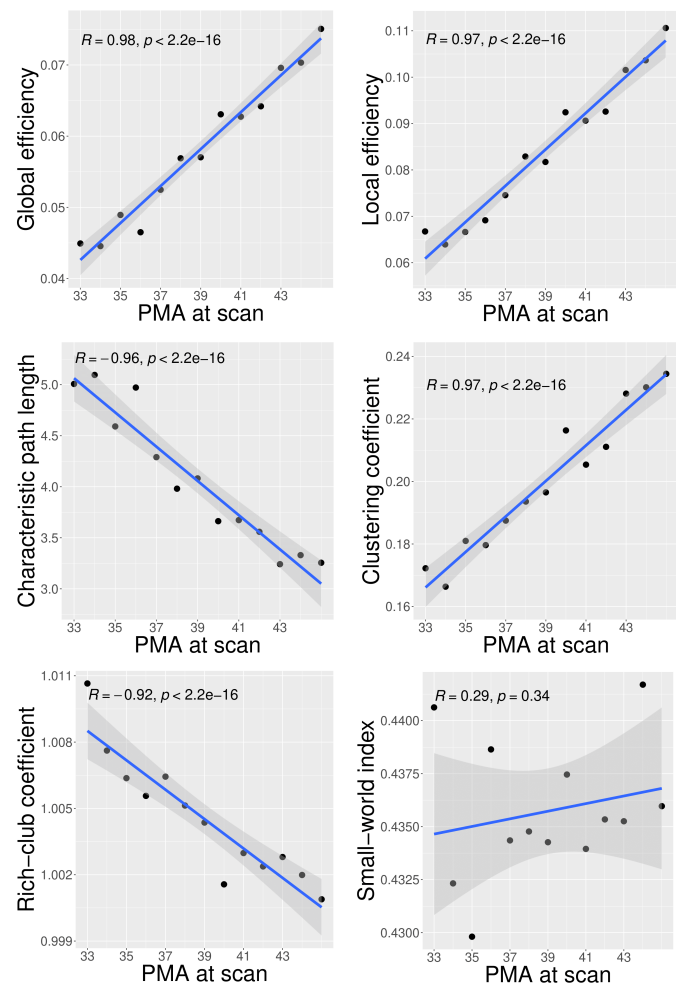 R = 0.98, p < 2.2e−16
Global efficiency
0.07
0.06
0.05
0.04
33 35 37 39 41 43
PMA at scan
R = 0.97, p < 2.2e−16
Local efficiency
0.11
0.10
0.09
0.08
0.07
0.06
33 35 37 39 41 43
PMA at scan
R = −0.96, p < 2.2e−16
Characteristic path length
5.0
4.5
4.0
3.5
3.0
33 35 37 39 41 43
PMA at scan
R = 0.97, p < 2.2e−16
Clustering coefficient
0.24
0.22
0.20
0.18
0.16
33 35 37 39 41 43
PMA at scan
R = −0.92, p < 2.2e−16
Rich−club coefficient
1.011
1.008
1.005
1.002
0.999
33 35 37 39 41 43
PMA at scan
R = 0.29, p = 0.34
Small−world index
0.4400
0.4375
0.4350
0.4325
0.4300
33 35 37 39 41 43
PMA at scan